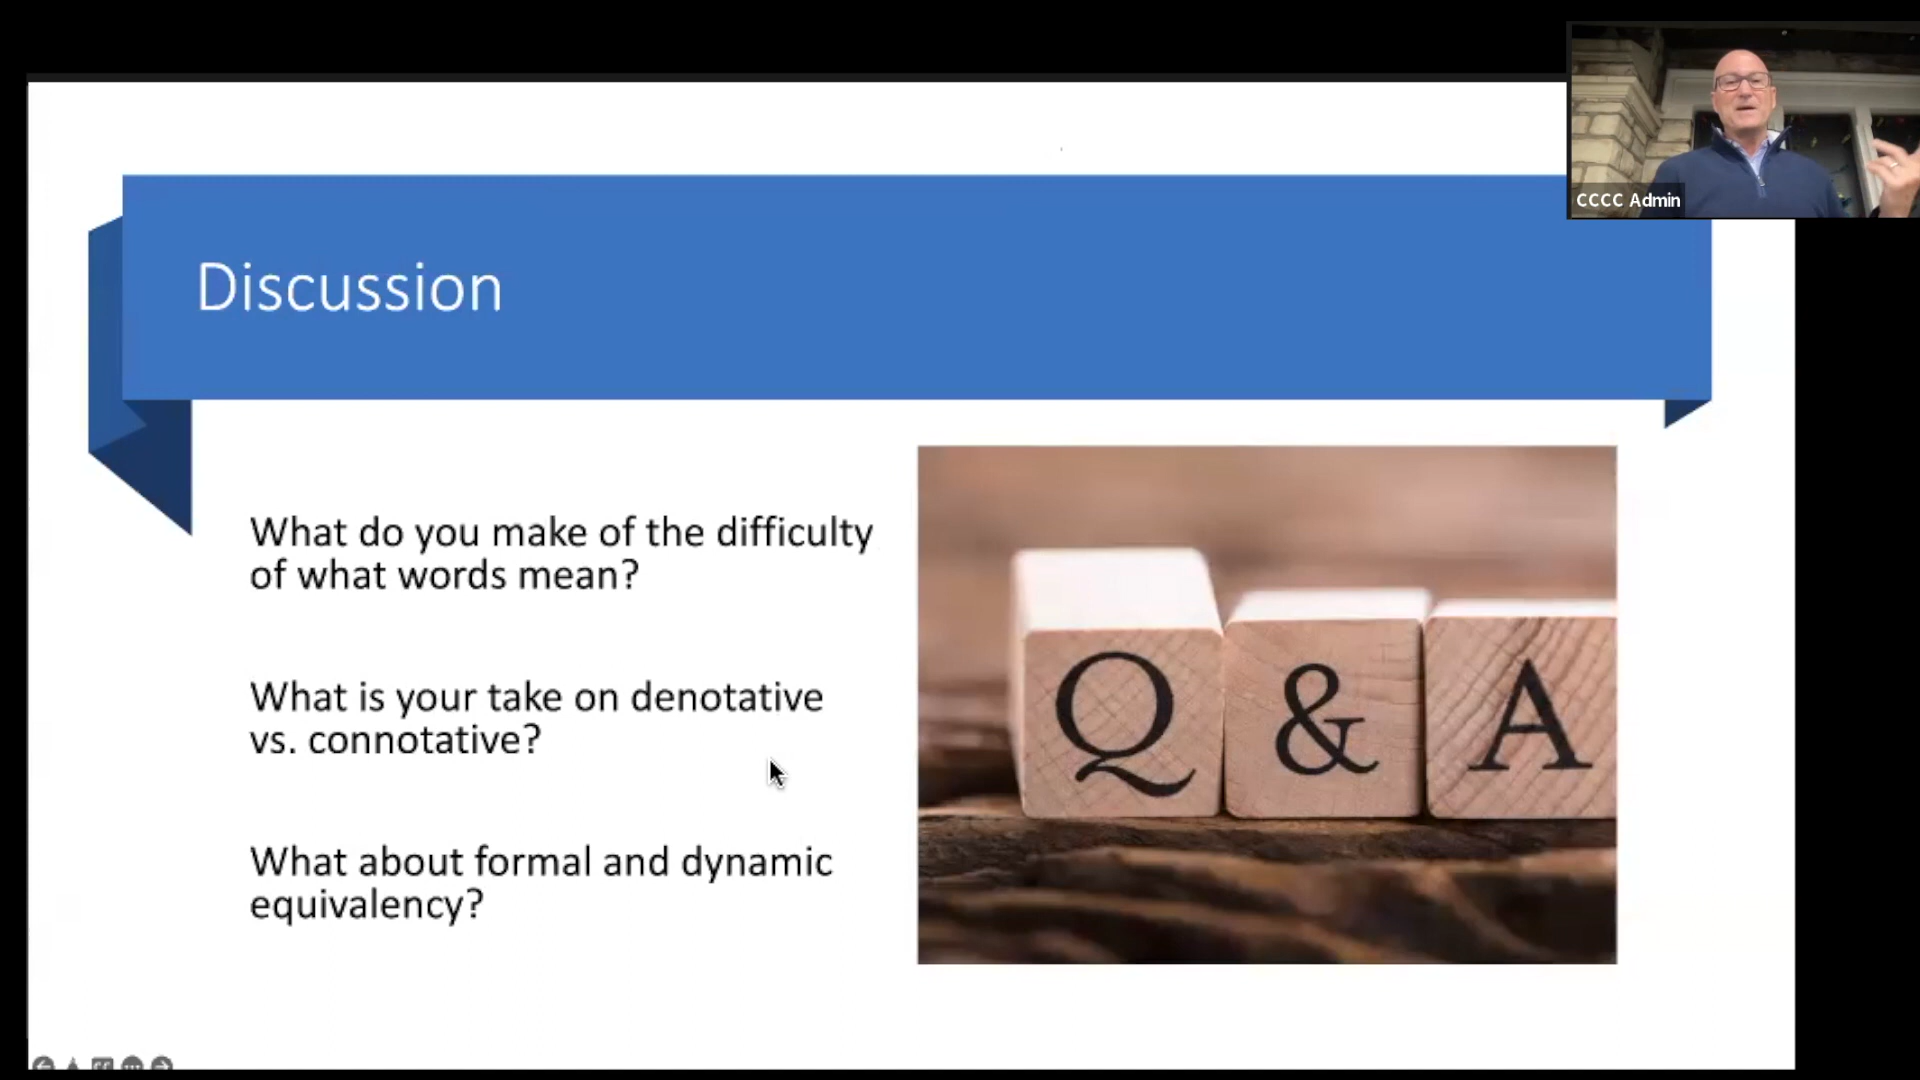 CCCC Admin
Discussion
What do you make of the difficulty
of what words mean?
What is your take on denotative
vs. connotative?
What about formal and dynamic
equivalency?
Q & A